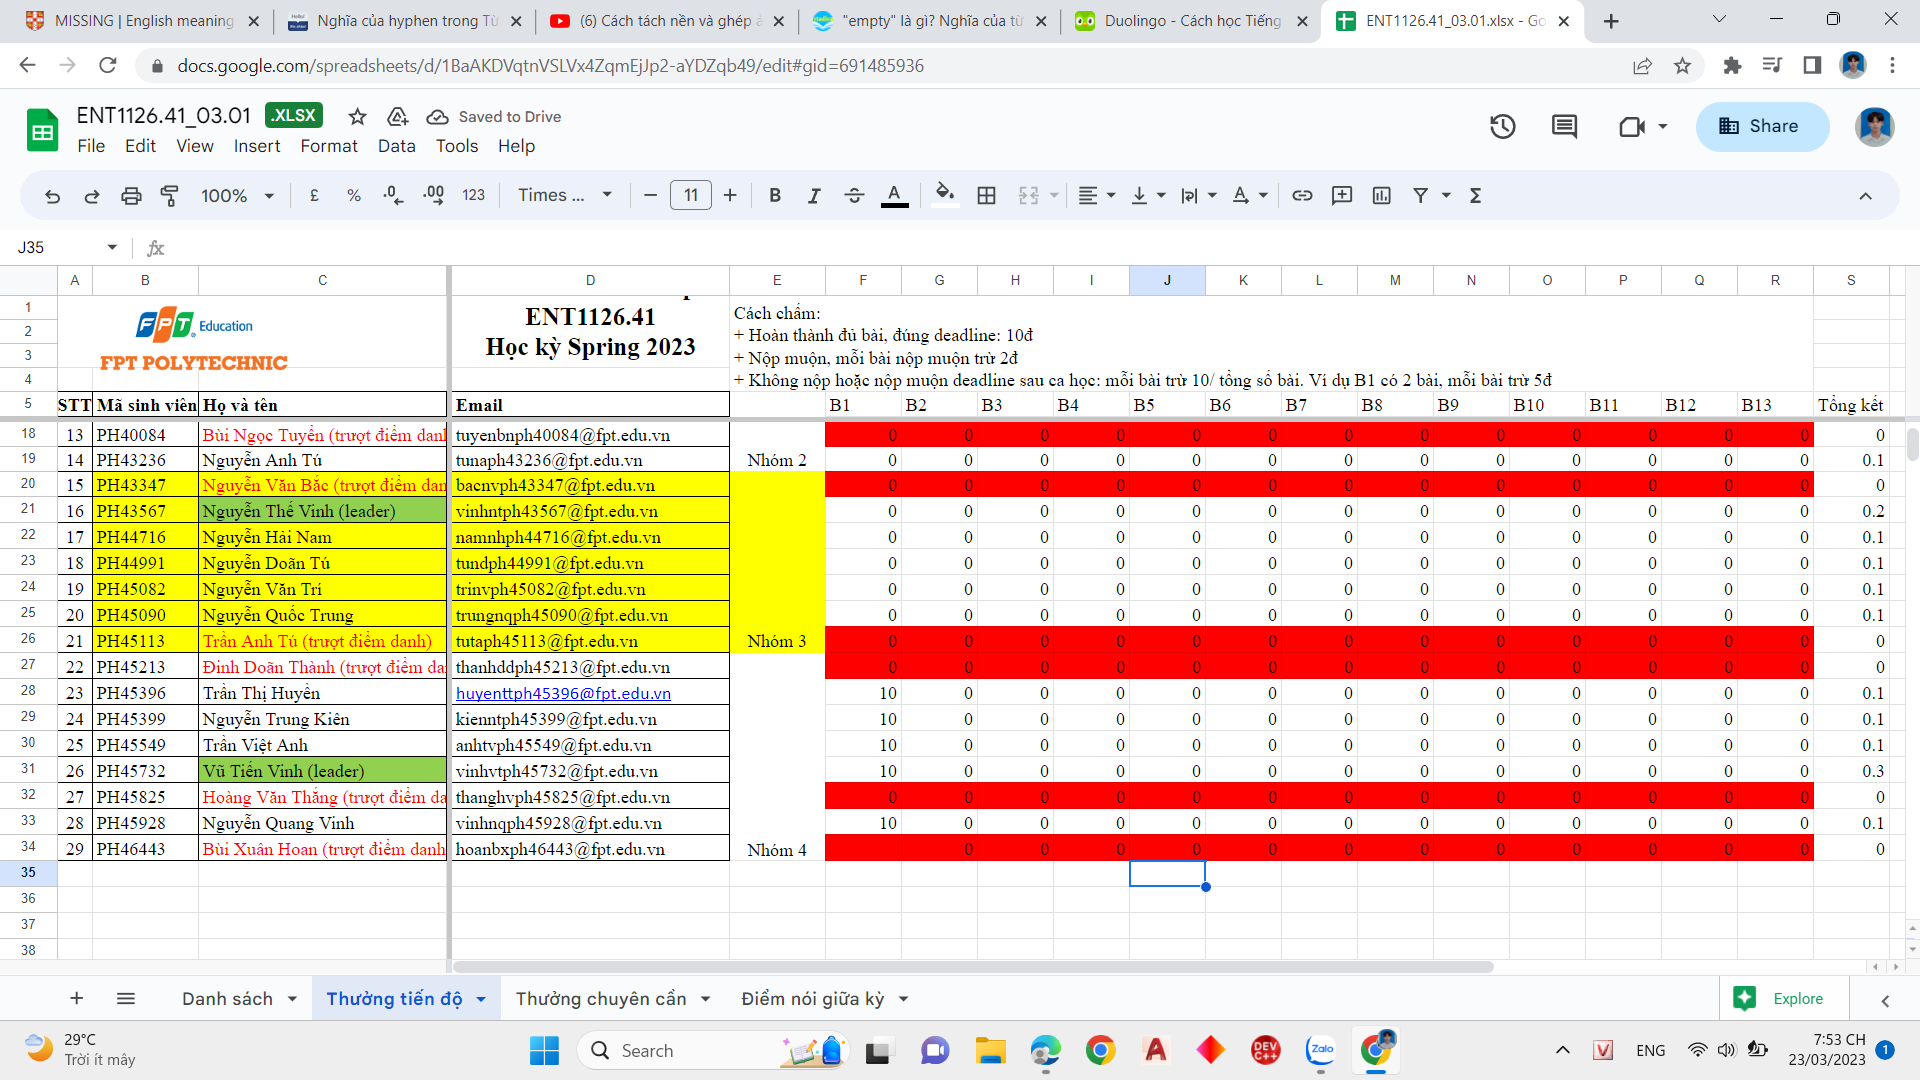 MISSING | English meaning
Nghĩa của hyphen trong Từ
(6) Cách tách nền và ghép ả
"empty" là gì? Nghĩa của từ
Duolingo - Cách học Tiếng
ENT1126.41_03.01.xlsx - Go
docs.google.com/spreadsheets/d/1BaAKDVqtnVSLVx4ZqmEjJp2-aYDZqb49/edit#gid=691485936
ENT1126.41_03.01 .XLSX Saved to Drive
File Edit View Insert Format Data Tools Help
Share
100% £ % .0 .00 123 Times ... 11 B I A
J35
A B C D E F G H I J K L M N O P Q R S
1 2 3 4
FPT Education
FPT POLYTECHNIC
ENT1126.41
Học kỳ Spring 2023
Cách chấm:
+ Hoàn thành đủ bài, đúng deadline: 10đ
+ Nộp muộn, mỗi bài nộp muộn trừ 2đ
+ Không nộp hoặc nộp muộn deadline sau ca học: mỗi bài trừ 10/ tổng số bài. Ví dụ B1 có 2 bài, mỗi bài trừ 5đ
5 STT Mã sinh viên Họ và tên Email B1 B2 B3 B4 B5 B6 B7 B8 B9 B10 B11 B12 B13 Tổng kết
18 13 PH40084 Bùi Ngọc Tuyển (trượt điểm danh tuyenbnph40084@fpt.edu.vn 0 0 0 0 0 0 0 0 0 0 0 0 0 0
19 14 PH43236 Nguyễn Anh Tú tunaph43236@fpt.edu.vn Nhóm 2 0 0 0 0 0 0 0 0 0 0 0 0 0 0.1
20 15 PH43347 Nguyễn Văn Bắc (trượt điểm dan bacnvph43347@fpt.edu.vn 0 0 0 0 0 0 0 0 0 0 0 0 0 0
21 16 PH43567 Nguyễn Thế Vinh (leader) vinhntph43567@fpt.edu.vn 0 0 0 0 0 0 0 0 0 0 0 0 0 0.2
22 17 PH44716 Nguyễn Hải Nam namnhph44716@fpt.edu.vn 0 0 0 0 0 0 0 0 0 0 0 0 0 0.1
23 18 PH44991 Nguyễn Doãn Tú tundph44991@fpt.edu.vn 0 0 0 0 0 0 0 0 0 0 0 0 0 0.1
24 19 PH45082 Nguyễn Văn Trí trinvph45082@fpt.edu.vn 0 0 0 0 0 0 0 0 0 0 0 0 0 0.1
25 20 PH45090 Nguyễn Quốc Trung trungnqph45090@fpt.edu.vn 0 0 0 0 0 0 0 0 0 0 0 0 0 0.1
26 21 PH45113 Trần Anh Tú (trượt điểm danh) tutaph45113@fpt.edu.vn Nhóm 3 0 0 0 0 0 0 0 0 0 0 0 0 0 0
27 22 PH45213 Đinh Doãn Thành (trượt điểm da thanhddph45213@fpt.edu.vn 0 0 0 0 0 0 0 0 0 0 0 0 0 0
28 23 PH45396 Trần Thị Huyền huyenttph45396@fpt.edu.vn 10 0 0 0 0 0 0 0 0 0 0 0 0 0.1
29 24 PH45399 Nguyễn Trung Kiên kienntph45399@fpt.edu.vn 10 0 0 0 0 0 0 0 0 0 0 0 0 0.1
30 25 PH45549 Trần Việt Anh anhtvph45549@fpt.edu.vn 10 0 0 0 0 0 0 0 0 0 0 0 0 0.1
31 26 PH45732 Vũ Tiến Vinh (leader) vinhvtph45732@fpt.edu.vn 10 0 0 0 0 0 0 0 0 0 0 0 0 0.3
32 27 PH45825 Hoàng Văn Thắng (trượt điểm da thanghvph45825@fpt.edu.vn 0 0 0 0 0 0 0 0 0 0 0 0 0 0
33 28 PH45928 Nguyễn Quang Vinh vinhnqph45928@fpt.edu.vn 10 0 0 0 0 0 0 0 0 0 0 0 0 0.1
34 29 PH46443 Bùi Xuân Hoan (trượt điểm danh hoanbxph46443@fpt.edu.vn Nhóm 4 0 0 0 0 0 0 0 0 0 0 0 0 0
35
36
37
38
Danh sách Thưởng tiến độ Thưởng chuyên cần Điểm nói giữa kỳ Explore
29°C
Trời ít mây
Search
DEV C++
Zalo
ENG
7:53 CH
23/03/2023
1